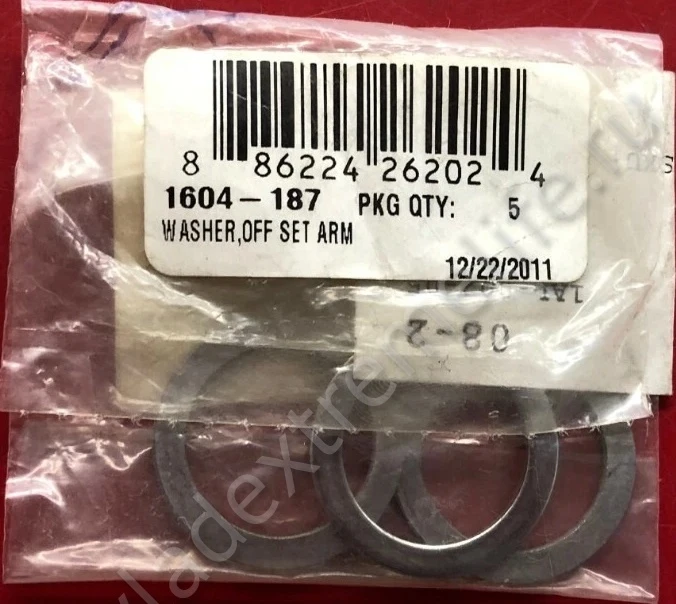 8 86224 26202 4
1604-187 PKG QTY: 5
WASHER,OFF SET ARM
12/22/2011
08-2